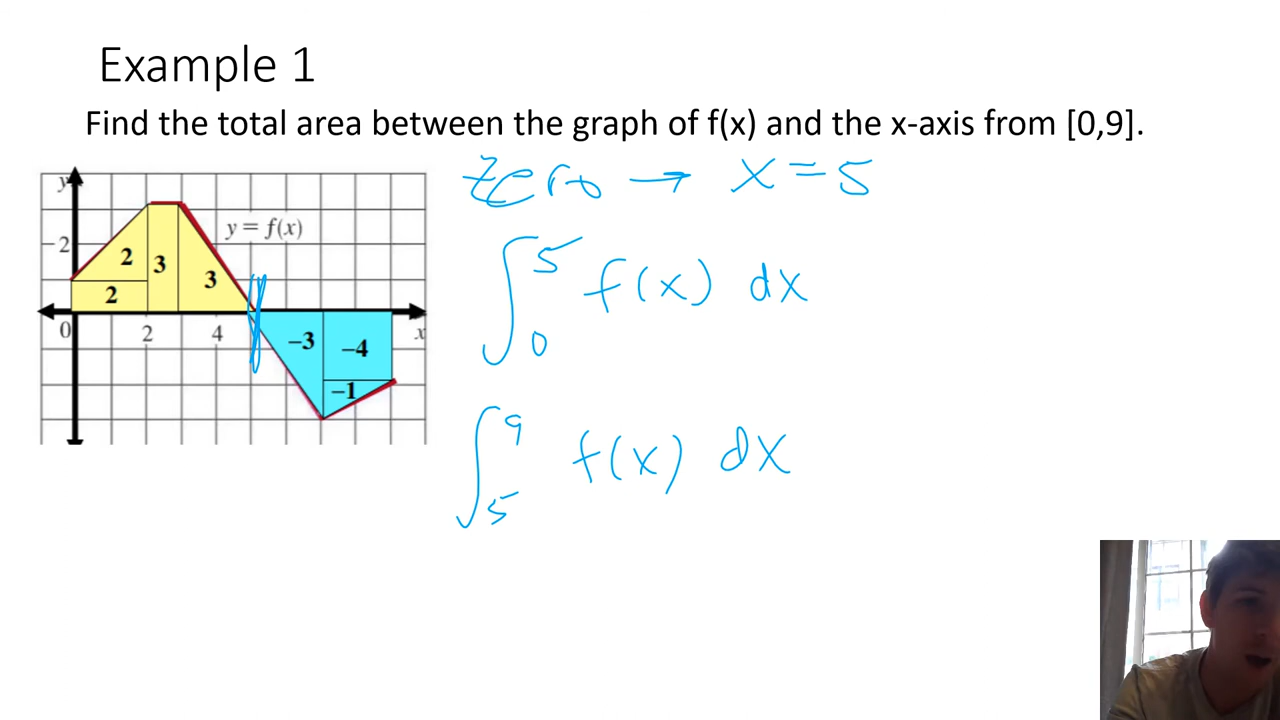 Example 1
Find the total area between the graph of f(x) and the x-axis from [0,9].
zero → x = 5
y
y = f(x)
2
2
3
2
3
0
2
4
x
-3
-4
-1
∫₀⁵ f(x) dx
∫₅⁹ f(x) dx